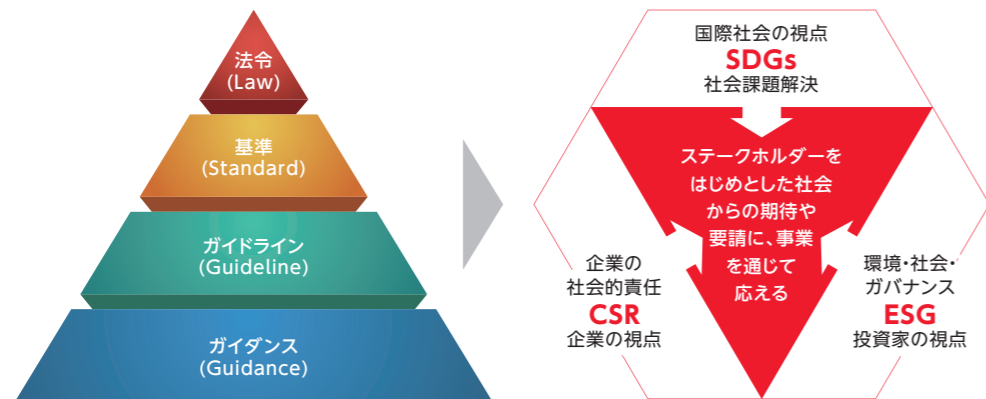 法令
(Law)
基準
(Standard)
ガイドライン
(Guideline)
ガイダンス
(Guidance)
国際社会の視点
SDGs
社会課題解決
ステークホルダーを
はじめとした社会
からの期待や
要請に、事業
を通じて
応える
企業の
社会的責任
CSR
企業の視点
環境・社会・
ガバナンス
ESG
投資家の視点